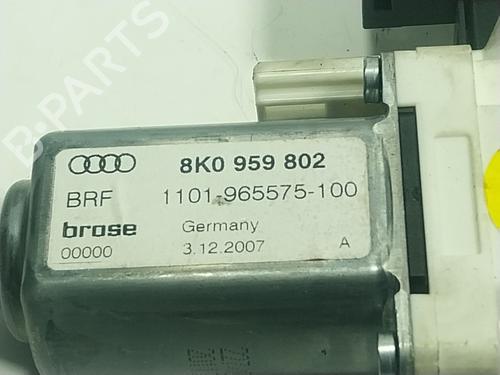 8K0 959 802
BRF 1101-965575-100
brose Germany
00000 3.12.2007 A
B-PARTS